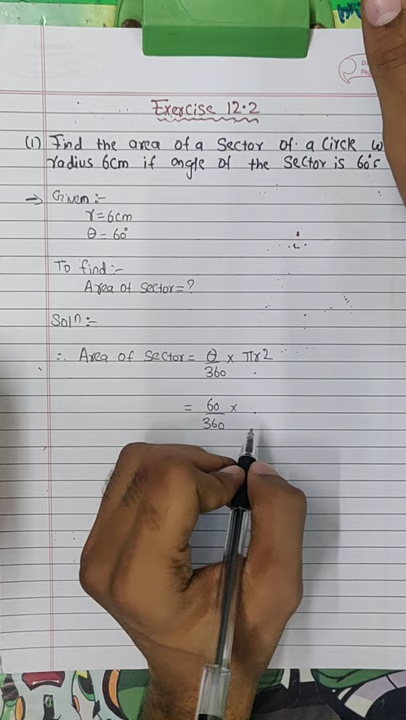 Exercise 12.2
(1) Find the area of a Sector of a Circle w
radius 6cm if angle of the Sector is 60°
→ Given:-
r=6cm
θ=60°
To find:-
Area of Sector=?
Solⁿ:-
∴ Area of Sector = θ/360 × πr2
= 60/360 ×